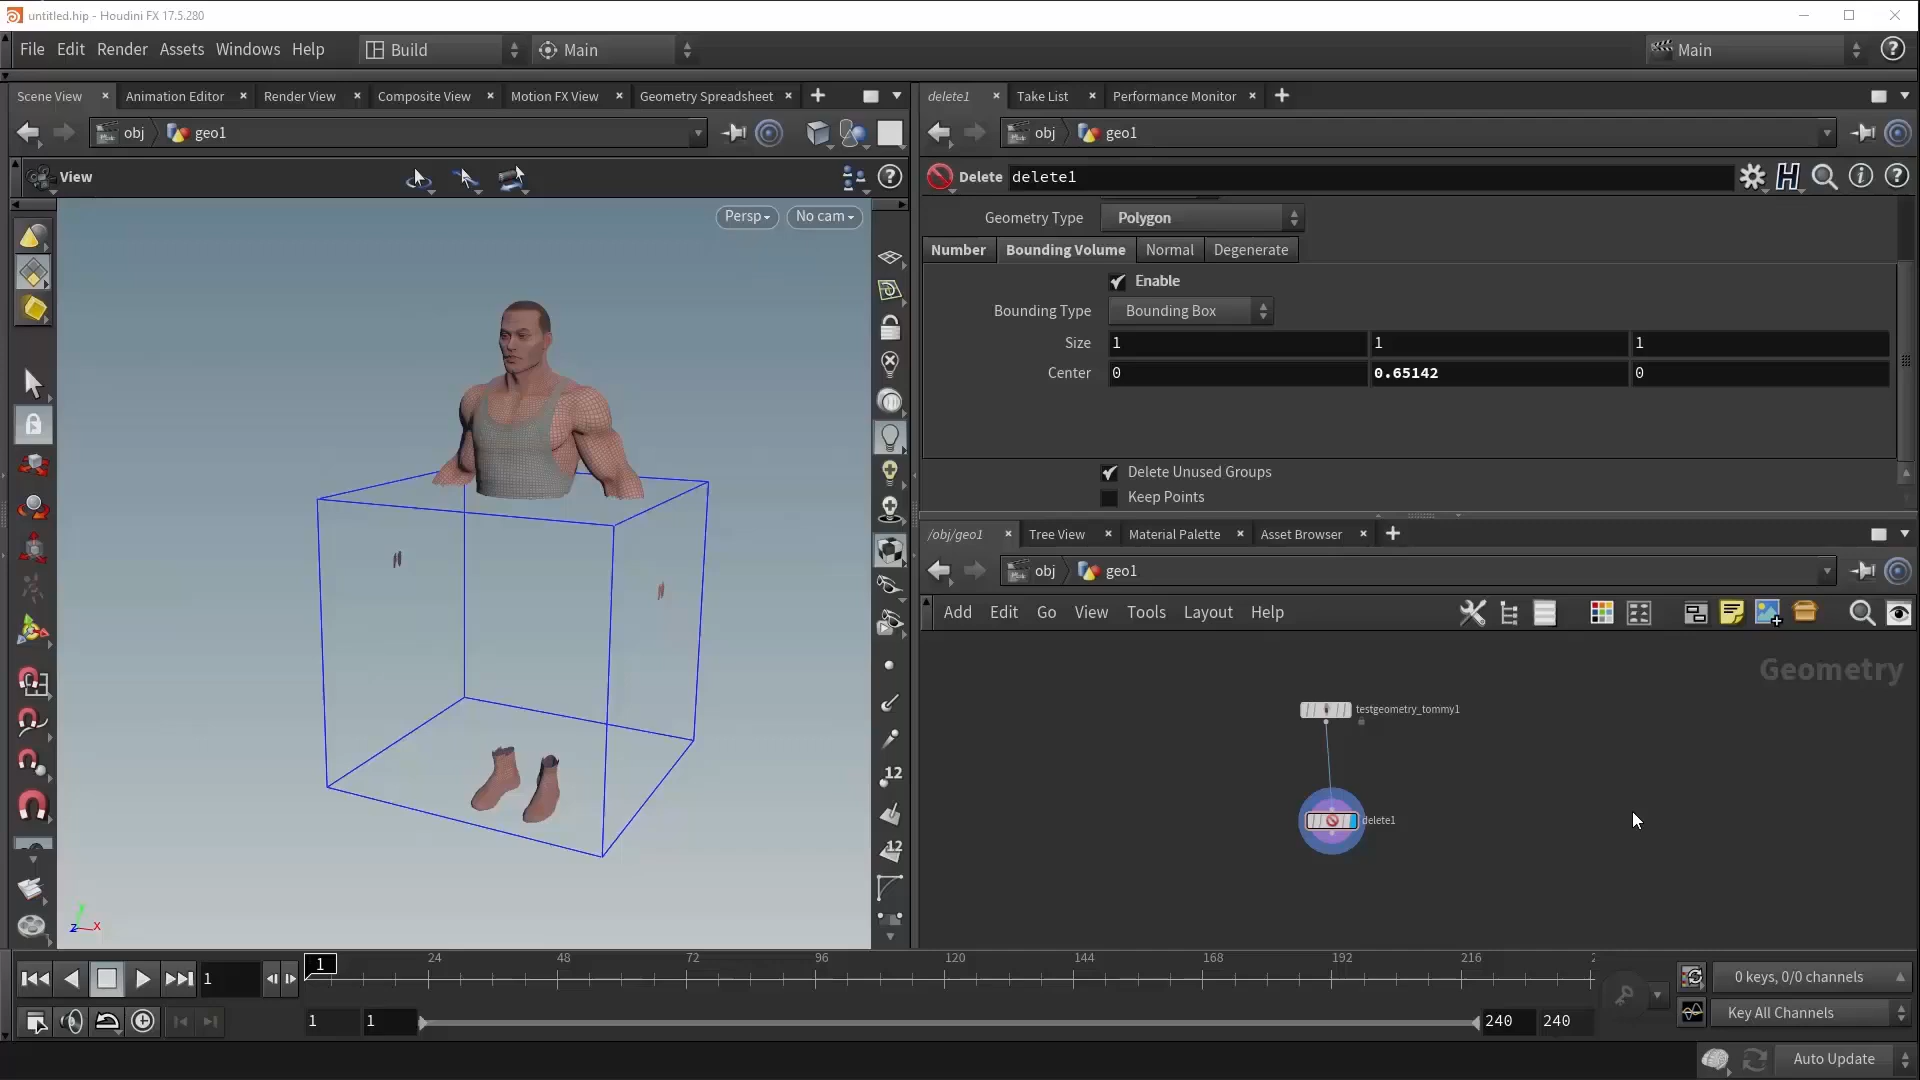 untitled.hip - Houdini FX 17.5.280
File Edit Render Assets Windows Help
Build
Main
Main
Scene View
Animation Editor
Render View
Composite View
Motion FX View
Geometry Spreadsheet
delete1
Take List
Performance Monitor
obj
geo1
obj
geo1
View
Delete
delete1
Persp
No cam
Geometry Type
Polygon
Number
Bounding Volume
Normal
Degenerate
Enable
Bounding Type
Bounding Box
Size
1
1
1
Center
0
0.65142
0
Delete Unused Groups
Keep Points
/obj/geo1
Tree View
Material Palette
Asset Browser
obj
geo1
Add Edit Go View Tools Layout Help
Geometry
testgeometry_tommy1
delete1
12
12
z
x
1
1
24
48
72
96
120
144
168
192
216
2
0 keys, 0/0 channels
1
1
240
240
Key All Channels
Auto Update